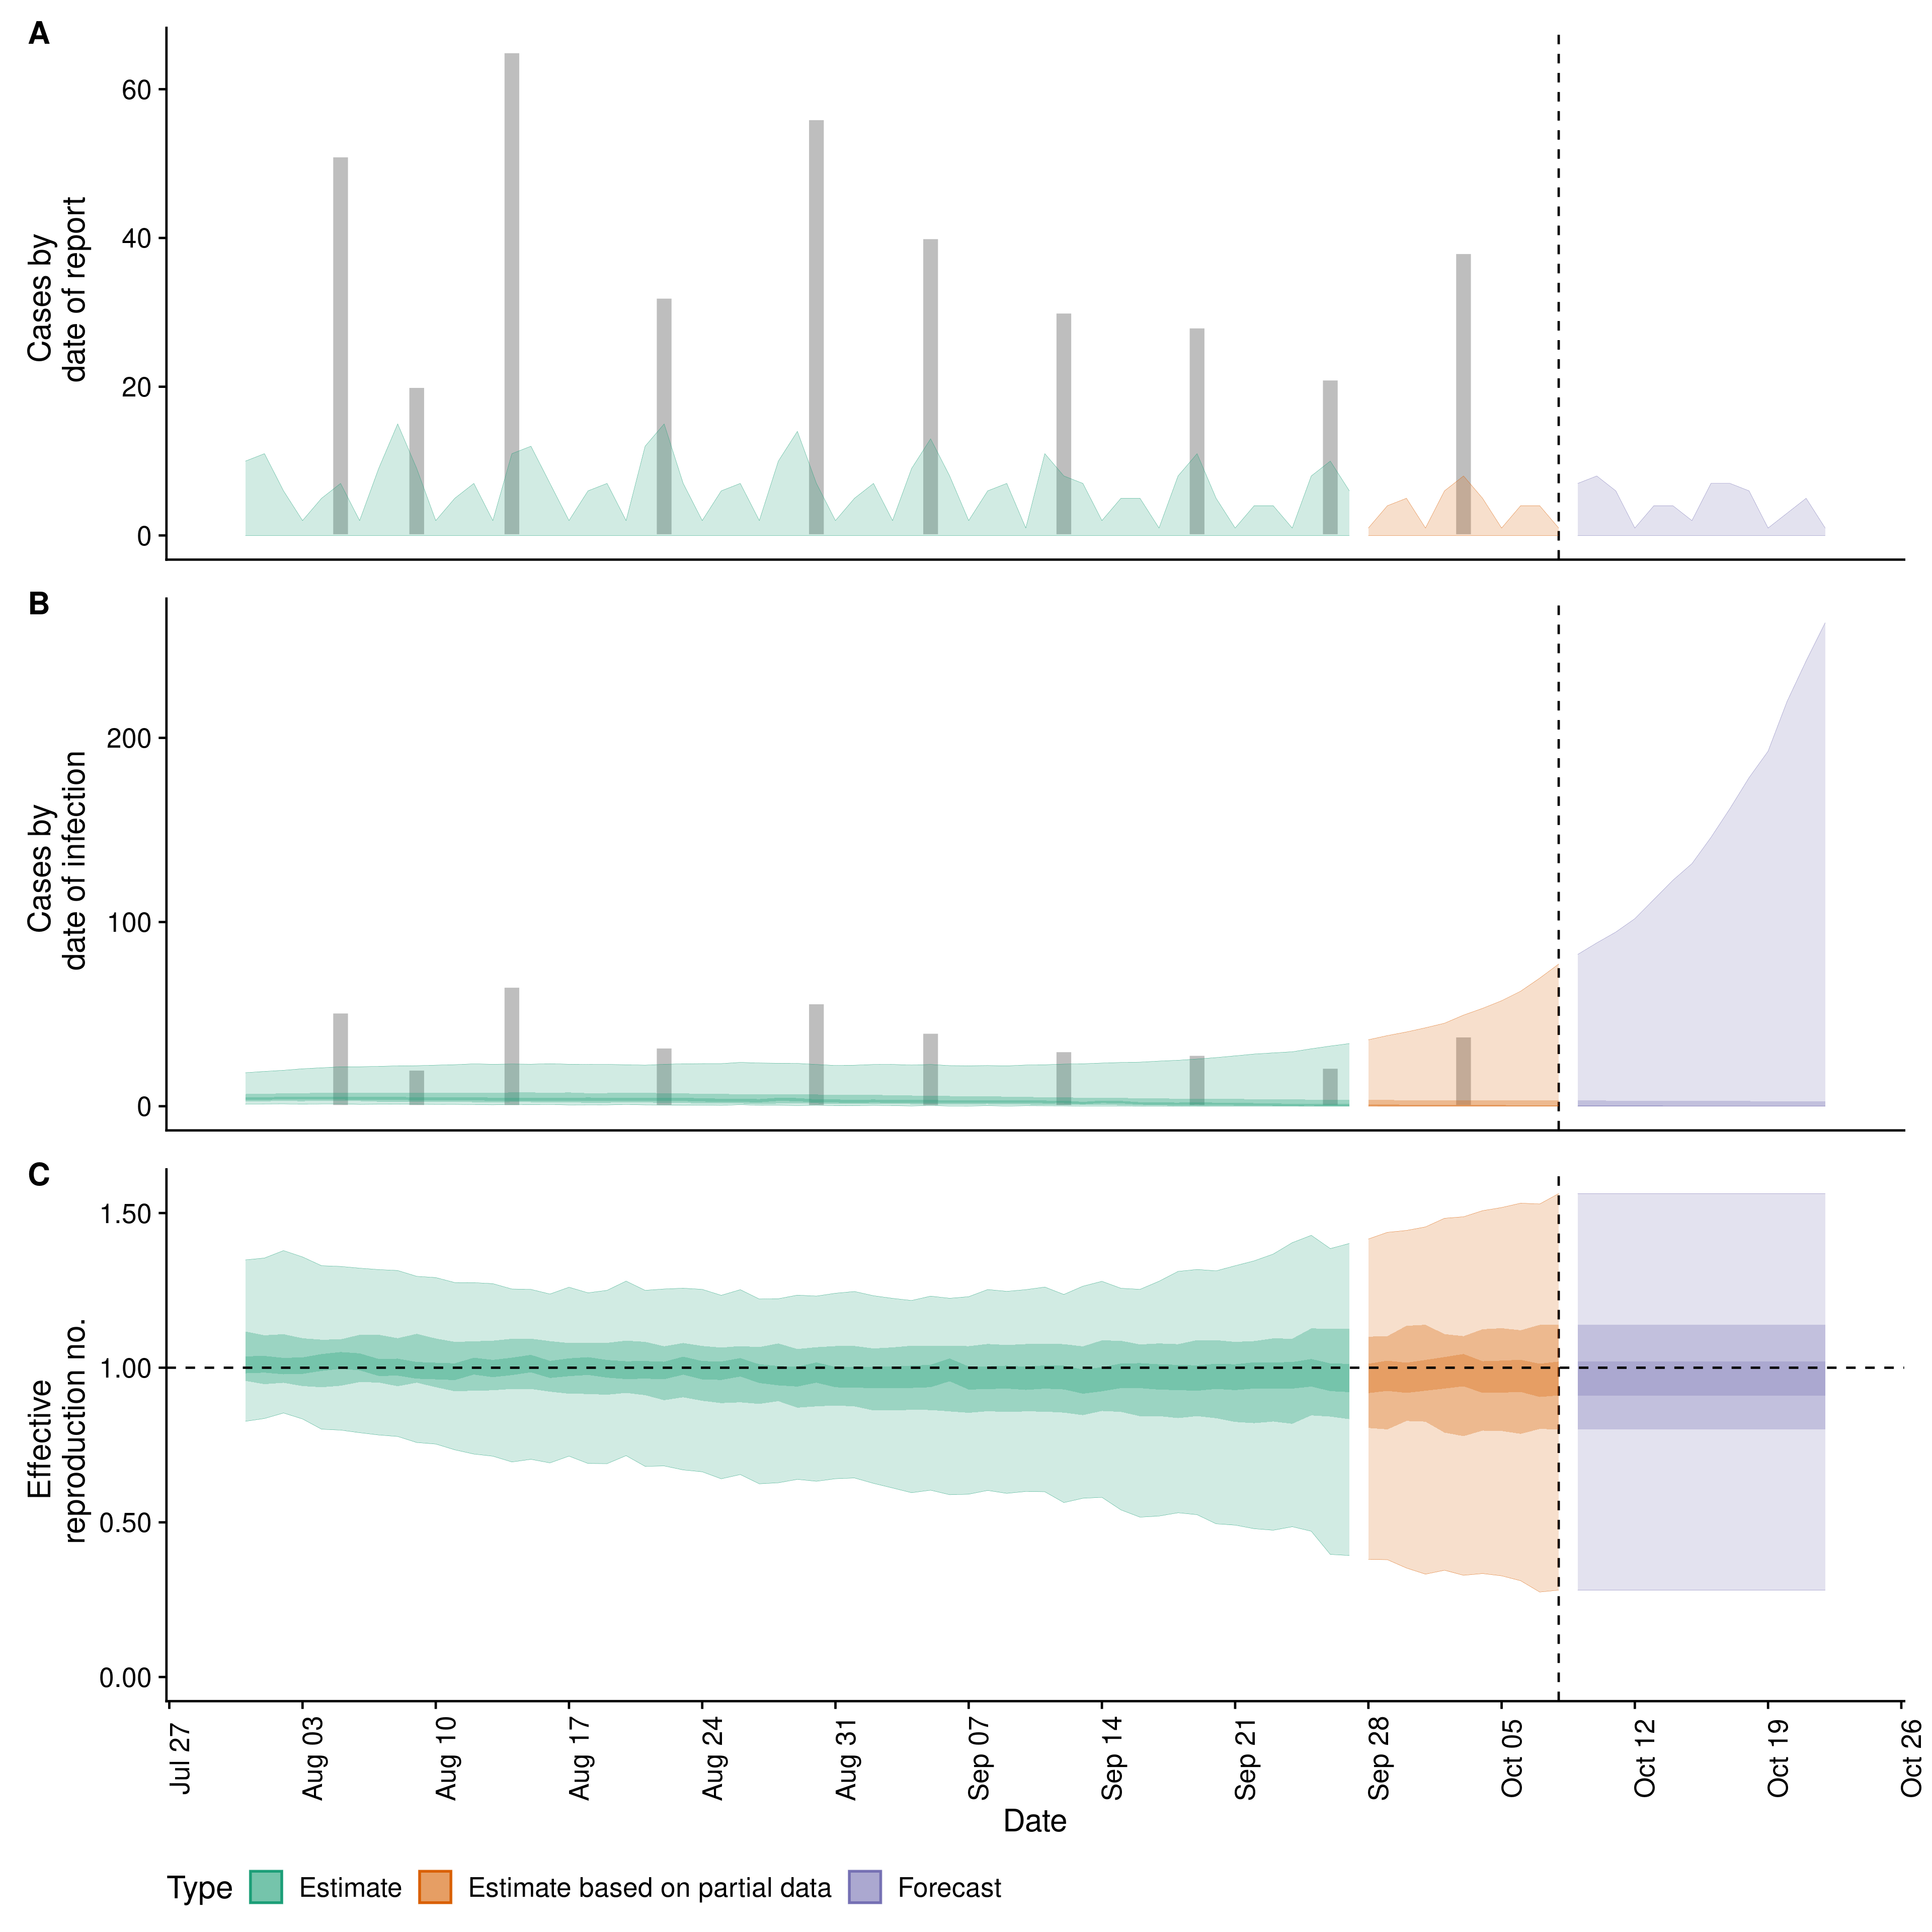 A
60
40
20
0
Cases by
date of report
B
200
100
0
Cases by
date of infection
C
1.50
1.00
0.50
0.00
Effective
reproduction no.
Jul 27
Aug 03
Aug 10
Aug 17
Aug 24
Aug 31
Sep 07
Sep 14
Sep 21
Sep 28
Oct 05
Oct 12
Oct 19
Oct 26
Date
Type Estimate Estimate based on partial data Forecast